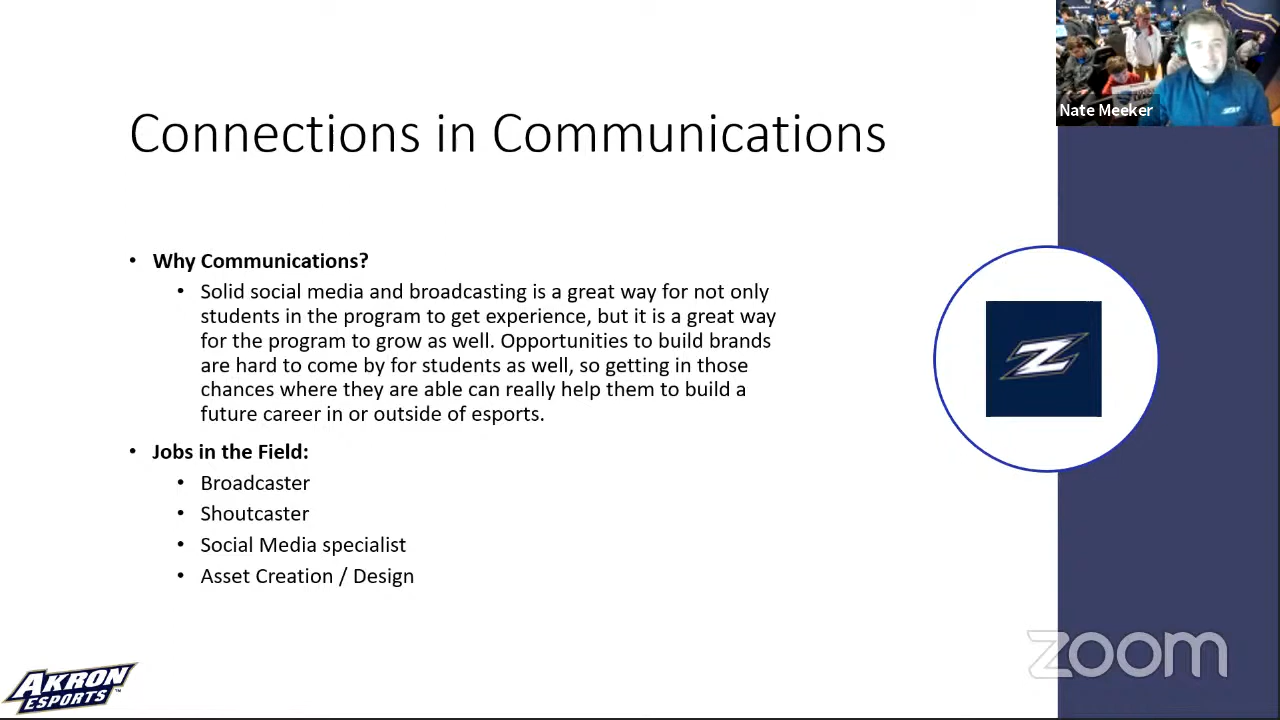 Nate Meeker
Connections in Communications
• Why Communications?
• Solid social media and broadcasting is a great way for not only
students in the program to get experience, but it is a great way
for the program to grow as well. Opportunities to build brands
are hard to come by for students as well, so getting in those
chances where they are able can really help them to build a
future career in or outside of esports.
• Jobs in the Field:
• Broadcaster
• Shoutcaster
• Social Media specialist
• Asset Creation / Design
Z
AKRON
ESPORTS™
zoom